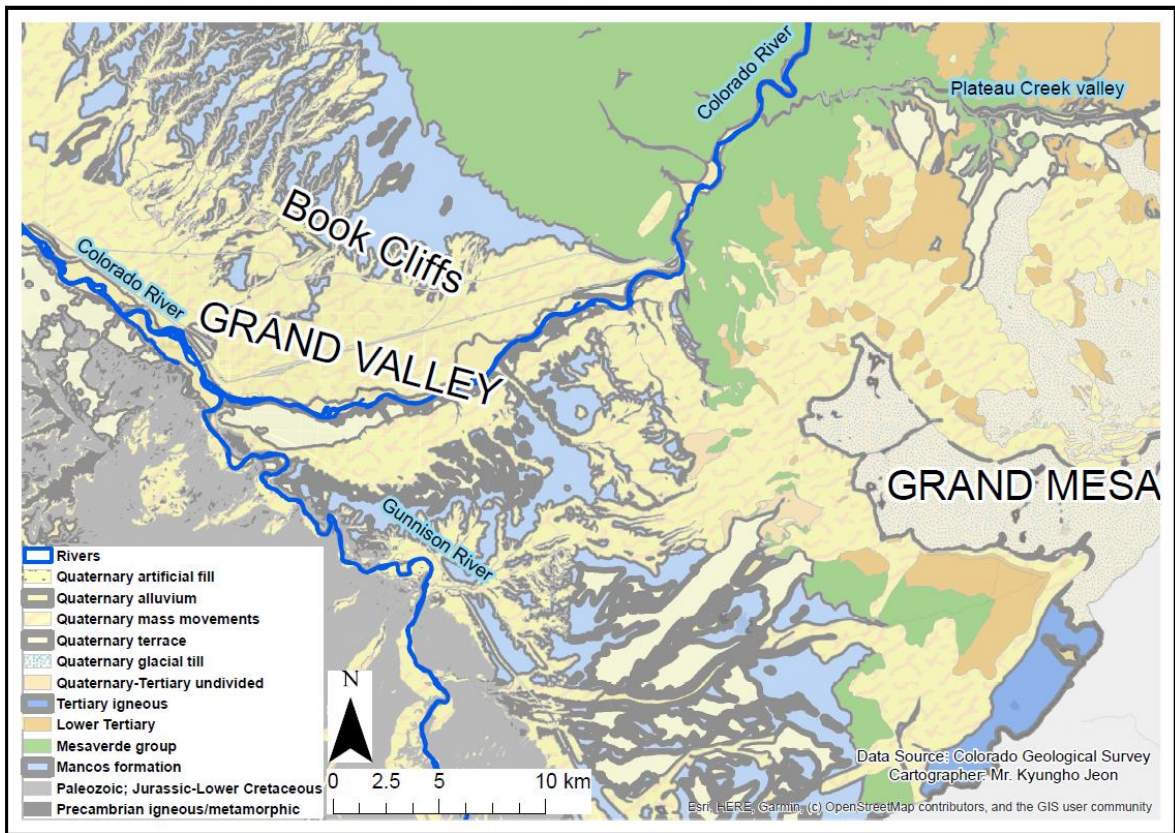 Colorado River
Plateau Creek valley
Book Cliffs
Colorado River
GRAND VALLEY
GRAND MESA
Gunnison River
Rivers
Quaternary artificial fill
Quaternary alluvium
Quaternary mass movements
Quaternary terrace
Quaternary glacial till
Quaternary-Tertiary undivided
Tertiary igneous
Lower Tertiary
Mesaverde group
Mancos formation
Paleozoic; Jurassic-Lower Cretaceous
Precambrian igneous/metamorphic
N
0 2.5 5 10 km
Data Source: Colorado Geological Survey
Cartographer: Mr. Kyungho Jeon
Esri, HERE, Garmin, (c) OpenStreetMap contributors, and the GIS user community